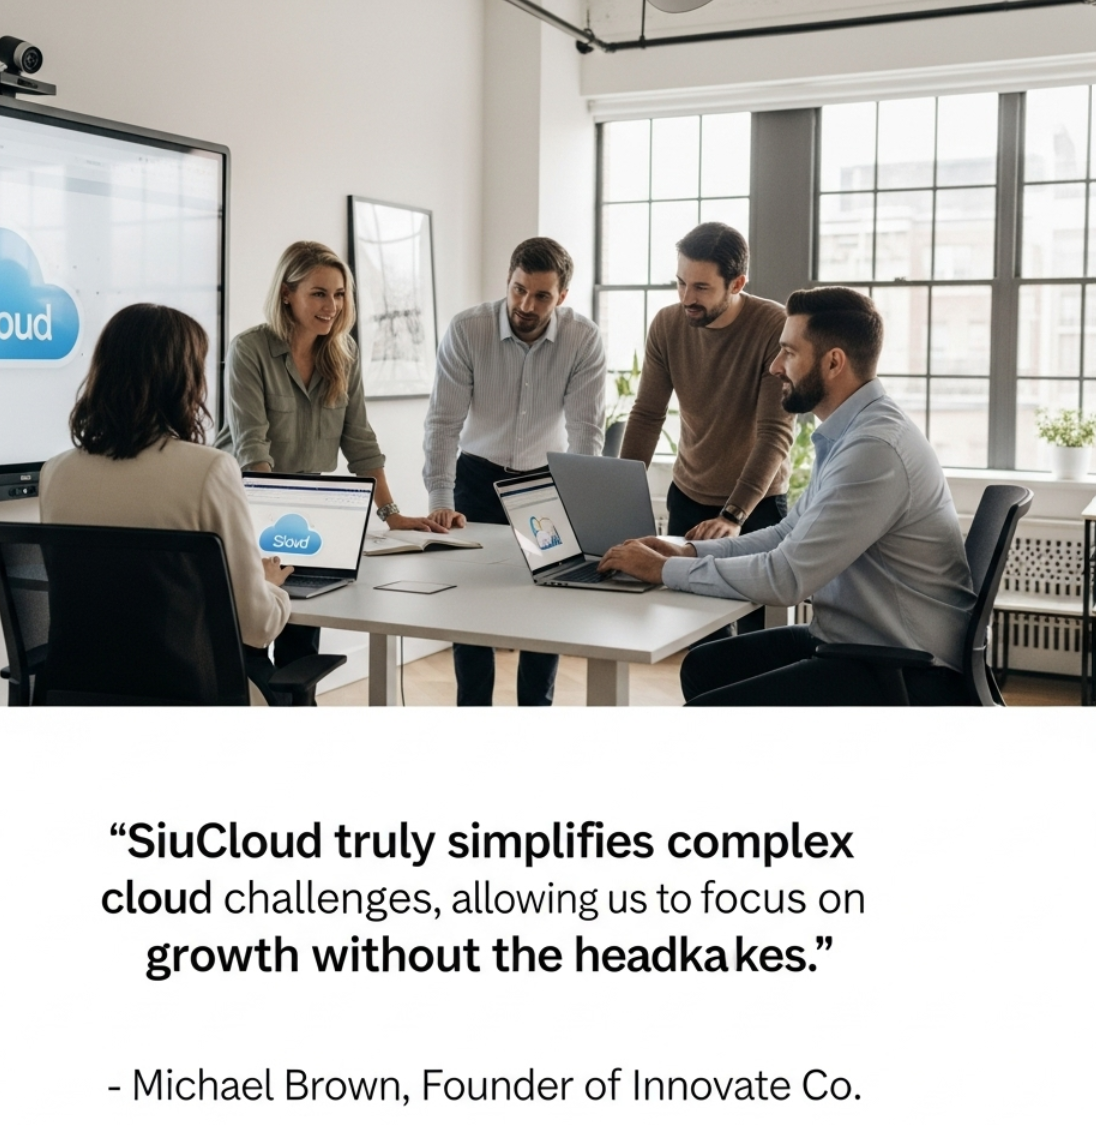 oud
Sloud
“SiuCloud truly simplifies complex
cloud challenges, allowing us to focus on
growth without the headkakes.”
- Michael Brown, Founder of Innovate Co.